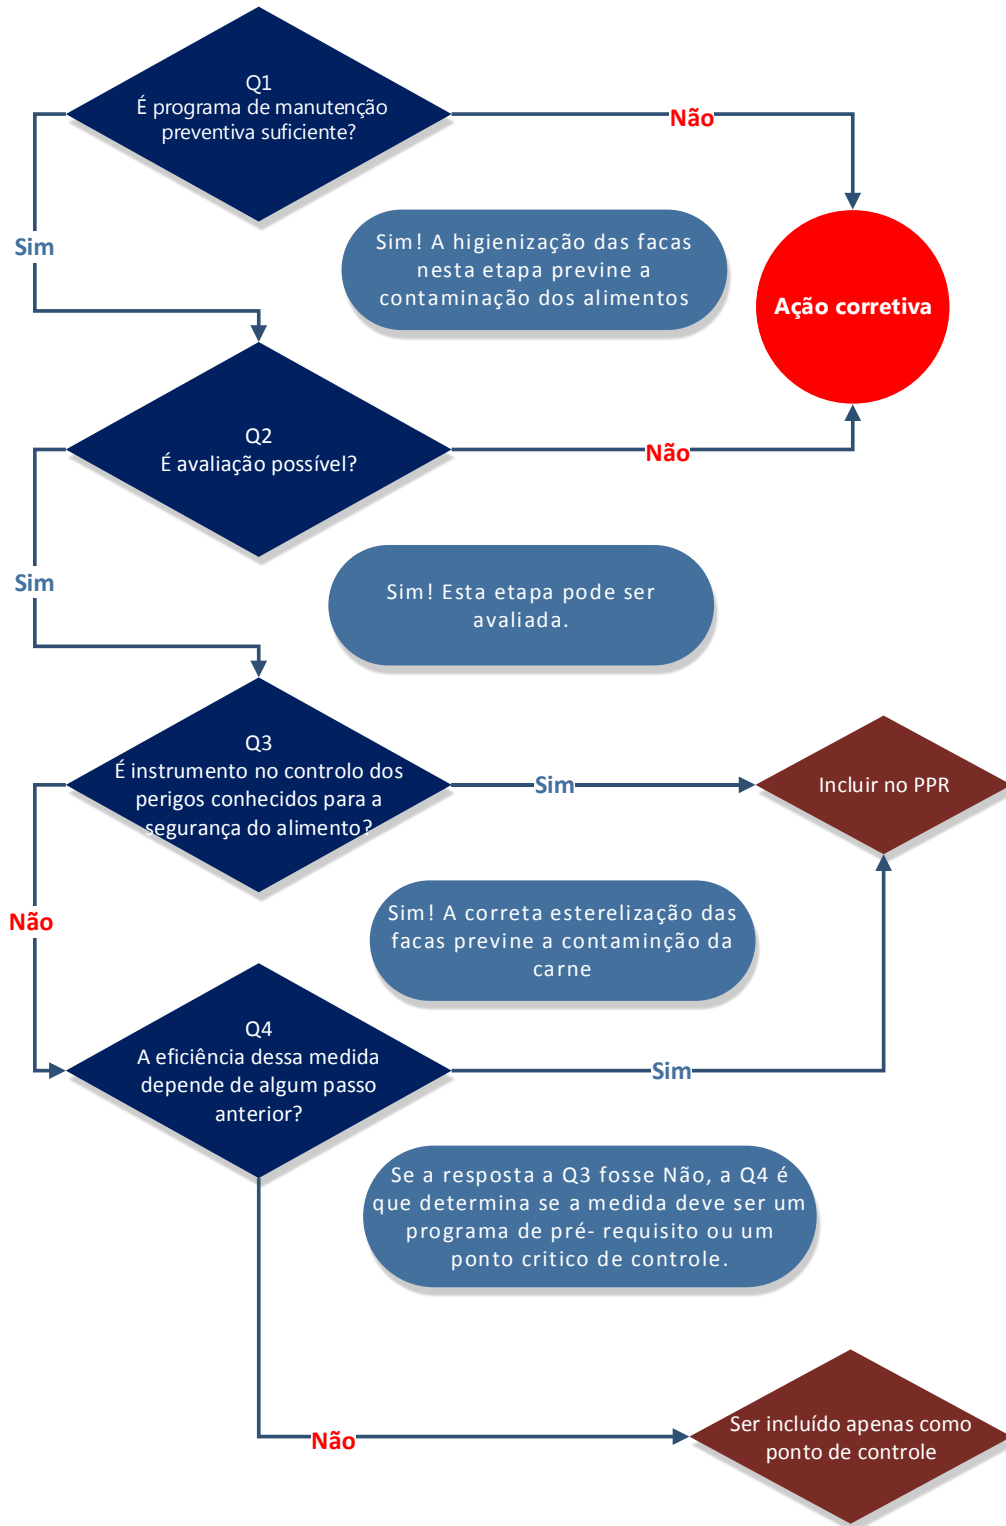 Q1
É programa de manutenção
preventiva suficiente?
Não
Sim
Sim! A higienização das facas
nesta etapa previne a
contaminação dos alimentos
Ação corretiva
Q2
É avaliação possível?
Não
Sim
Sim! Esta etapa pode ser
avaliada.
Q3
É instrumento no controlo dos
perigos conhecidos para a
segurança do alimento?
Sim
Incluir no PPR
Não
Sim! A correta esterelização das
facas previne a contaminção da
carne
Q4
A eficiência dessa medida
depende de algum passo
anterior?
Sim
Se a resposta a Q3 fosse Não, a Q4 é
que determina se a medida deve ser um
programa de pré- requisito ou um
ponto critico de controle.
Não
Ser incluído apenas como
ponto de controle